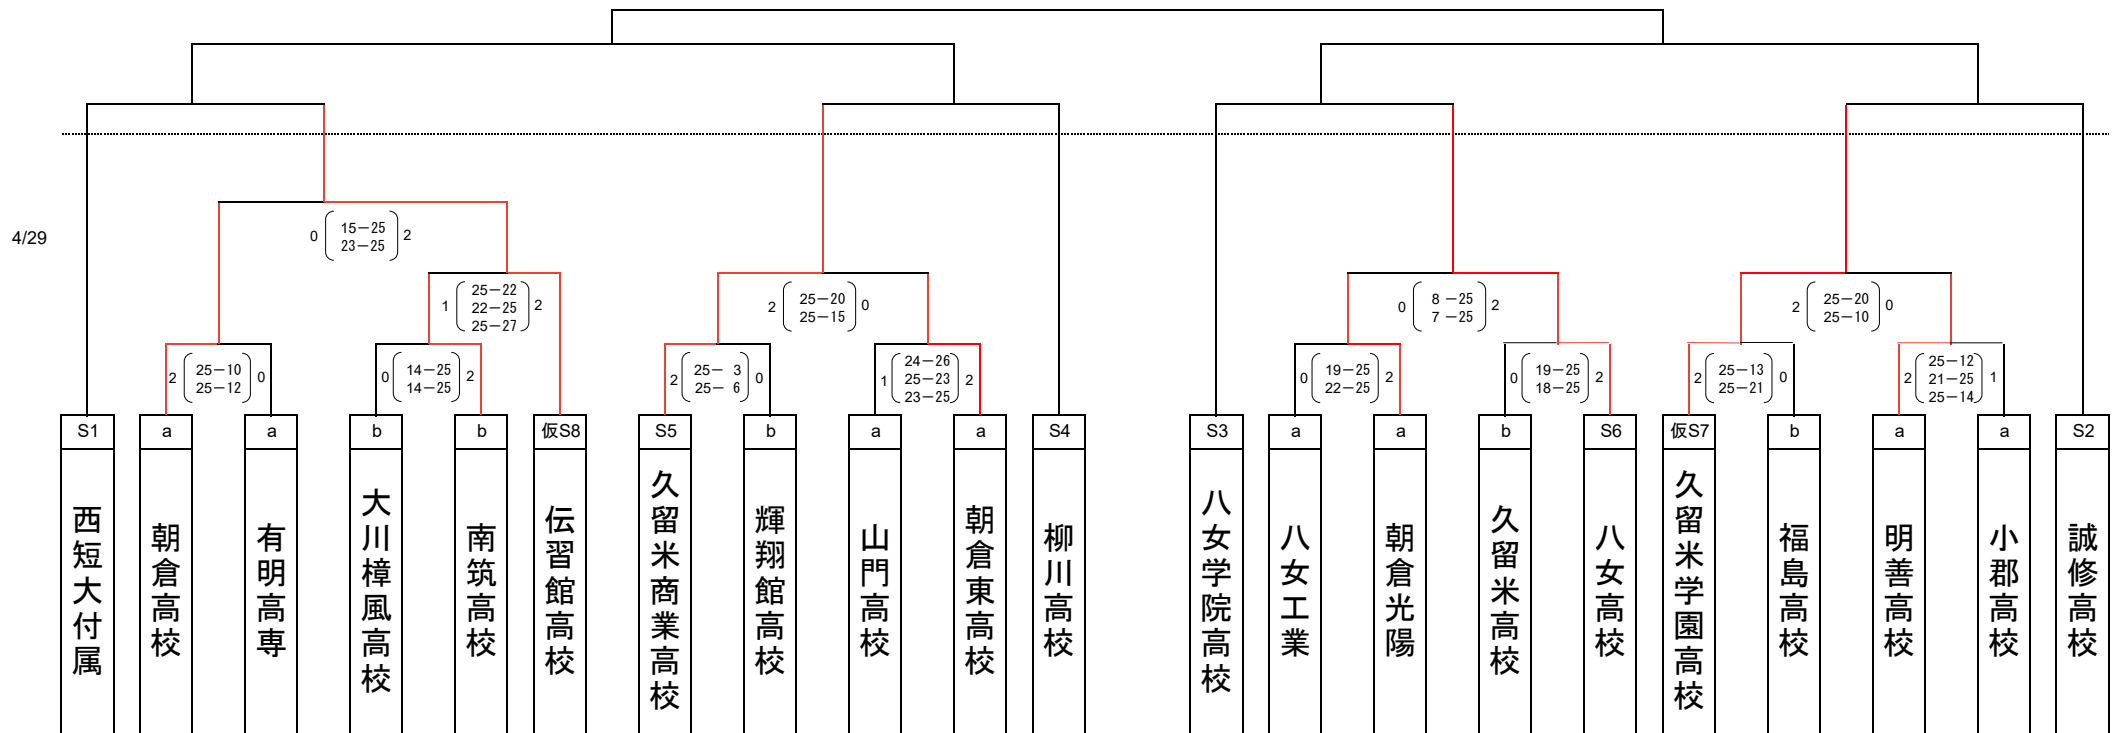 4/29
0 15-25 2
23-25
1 25-22 2
22-25
25-27
2 25-20 0
25-15
0 8-25 2
7-25
2 25-20 0
25-10
2 25-10 0
25-12
0 14-25 2
14-25
2 25-3 0
25-6
1 24-26 2
25-23
23-25
0 19-25 2
22-25
0 19-25 2
18-25
2 25-13 0
25-21
2 25-12 1
21-25
25-14
S1
a
a
b
b
仮S8
S5
b
a
a
S4
S3
a
a
b
S6
仮S7
b
a
a
S2
西短大付属
朝倉高校
有明高専
大川樟風高校
南筑高校
伝習館高校
久留米商業高校
輝翔館高校
山門高校
朝倉東高校
柳川高校
八女学院高校
八女工業
朝倉光陽
久留米高校
八女高校
久留米学園高校
福島高校
明善高校
小郡高校
誠修高校